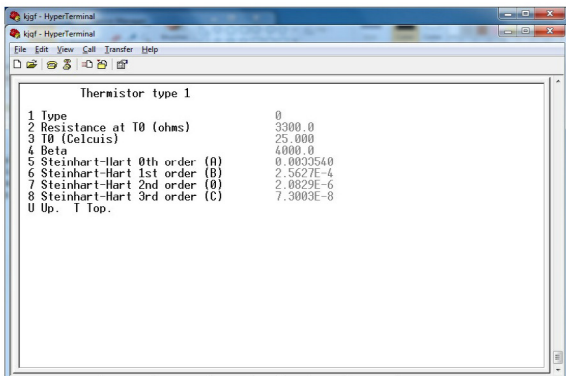 kjgf - HyperTerminal
kjgf - HyperTerminal
File Edit View Call Transfer Help
Thermistor type 1
1 Type 0
2 Resistance at T0 (ohms) 3300.0
3 T0 (Celcuis) 25.000
4 Beta 4000.0
5 Steinhart-Hart 0th order (A) 0.0033540
6 Steinhart-Hart 1st order (B) 2.5627E-4
7 Steinhart-Hart 2nd order (0) 2.0829E-6
8 Steinhart-Hart 3rd order (C) 7.3003E-8
U Up. T Top.